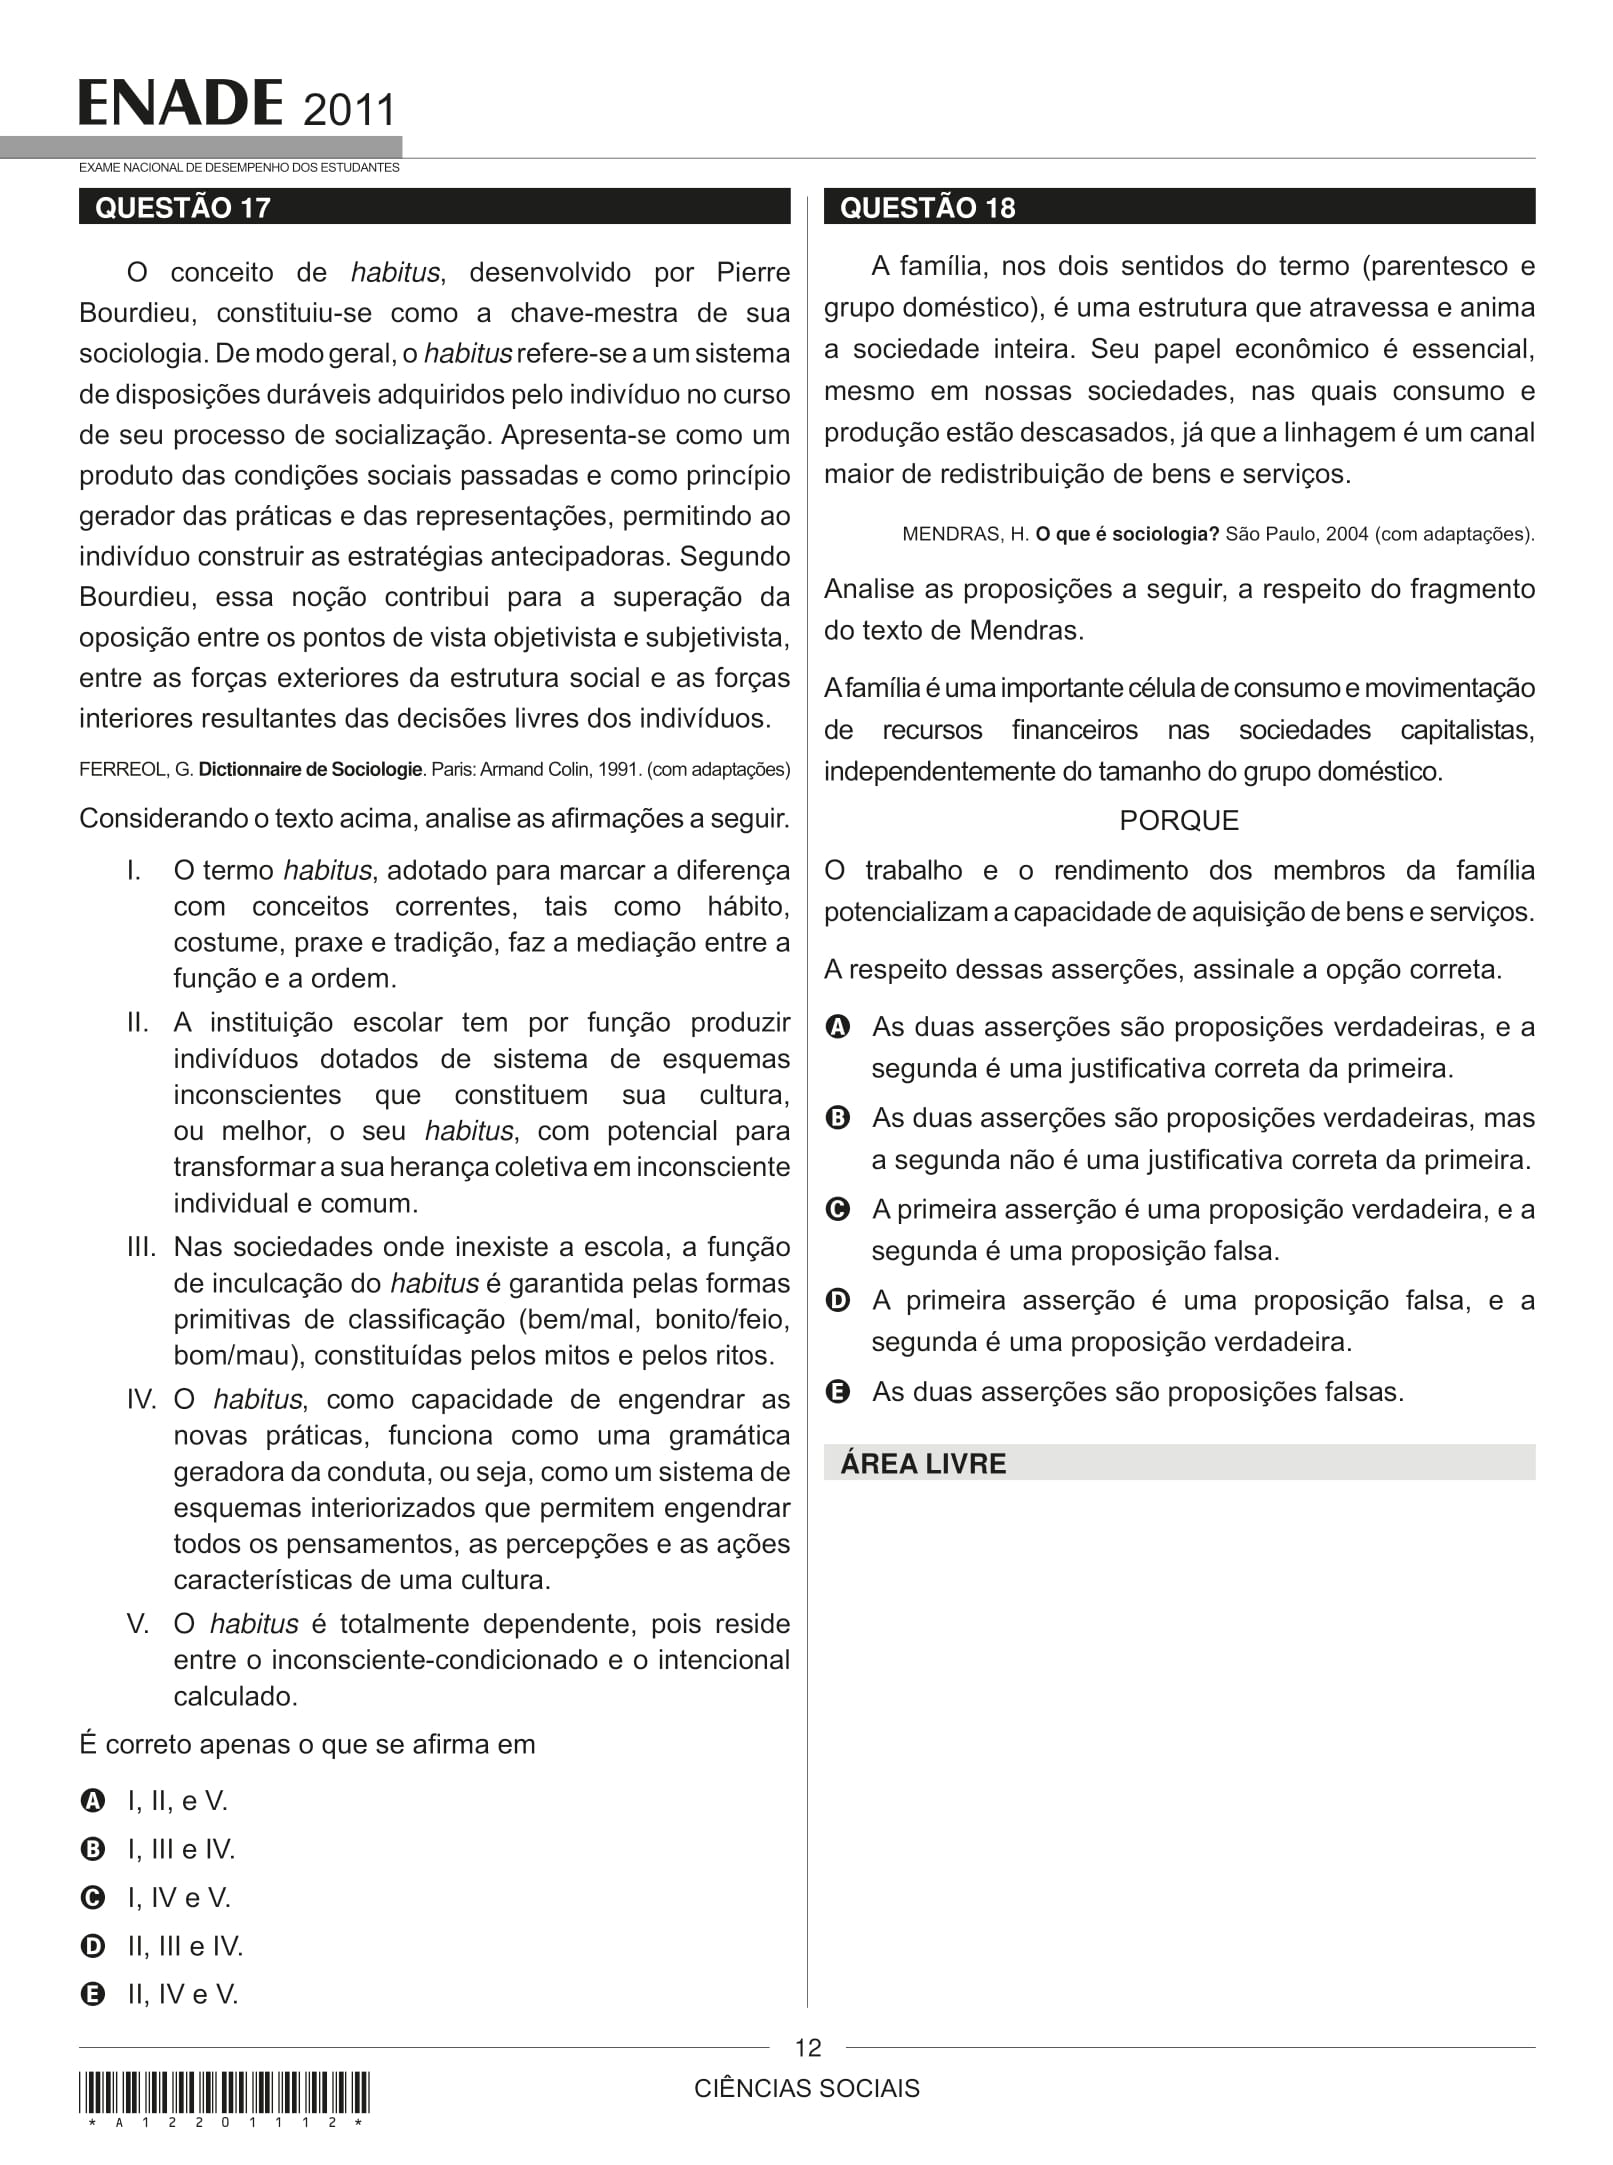 ENADE 2011
EXAME NACIONAL DE DESEMPENHO DOS ESTUDANTES
QUESTÃO 17
O conceito de habitus, desenvolvido por Pierre
Bourdieu, constituiu-se como a chave-mestra de sua
sociologia. De modo geral, o habitus refere-se a um sistema
de disposições duráveis adquiridos pelo indivíduo no curso
de seu processo de socialização. Apresenta-se como um
produto das condições sociais passadas e como princípio
gerador das práticas e das representações, permitindo ao
indivíduo construir as estratégias antecipadoras. Segundo
Bourdieu, essa noção contribui para a superação da
oposição entre os pontos de vista objetivista e subjetivista,
entre as forças exteriores da estrutura social e as forças
interiores resultantes das decisões livres dos indivíduos.
FERREOL, G. Dictionnaire de Sociologie. Paris: Armand Colin, 1991. (com adaptações)
Considerando o texto acima, analise as afirmações a seguir.
I. O termo habitus, adotado para marcar a diferença
com conceitos correntes, tais como hábito,
costume, praxe e tradição, faz a mediação entre a
função e a ordem.
II. A instituição escolar tem por função produzir
indivíduos dotados de sistema de esquemas
inconscientes que constituem sua cultura,
ou melhor, o seu habitus, com potencial para
transformar a sua herança coletiva em inconsciente
individual e comum.
III. Nas sociedades onde inexiste a escola, a função
de inculcação do habitus é garantida pelas formas
primitivas de classificação (bem/mal, bonito/feio,
bom/mau), constituídas pelos mitos e pelos ritos.
IV. O habitus, como capacidade de engendrar as
novas práticas, funciona como uma gramática
geradora da conduta, ou seja, como um sistema de
esquemas interiorizados que permitem engendrar
todos os pensamentos, as percepções e as ações
características de uma cultura.
V. O habitus é totalmente dependente, pois reside
entre o inconsciente-condicionado e o intencional
calculado.
É correto apenas o que se afirma em
A I, II, e V.
B I, III e IV.
C I, IV e V.
D II, III e IV.
E II, IV e V.
QUESTÃO 18
A família, nos dois sentidos do termo (parentesco e
grupo doméstico), é uma estrutura que atravessa e anima
a sociedade inteira. Seu papel econômico é essencial,
mesmo em nossas sociedades, nas quais consumo e
produção estão descasados, já que a linhagem é um canal
maior de redistribuição de bens e serviços.
MENDRAS, H. O que é sociologia? São Paulo, 2004 (com adaptações).
Analise as proposições a seguir, a respeito do fragmento
do texto de Mendras.
A família é uma importante célula de consumo e movimentação
de recursos financeiros nas sociedades capitalistas,
independentemente do tamanho do grupo doméstico.
PORQUE
O trabalho e o rendimento dos membros da família
potencializam a capacidade de aquisição de bens e serviços.
A respeito dessas asserções, assinale a opção correta.
A As duas asserções são proposições verdadeiras, e a
segunda é uma justificativa correta da primeira.
B As duas asserções são proposições verdadeiras, mas
a segunda não é uma justificativa correta da primeira.
C A primeira asserção é uma proposição verdadeira, e a
segunda é uma proposição falsa.
D A primeira asserção é uma proposição falsa, e a
segunda é uma proposição verdadeira.
E As duas asserções são proposições falsas.
ÁREA LIVRE
12
CIÊNCIAS SOCIAIS
* A 1 2 2 0 1 1 1 2 *